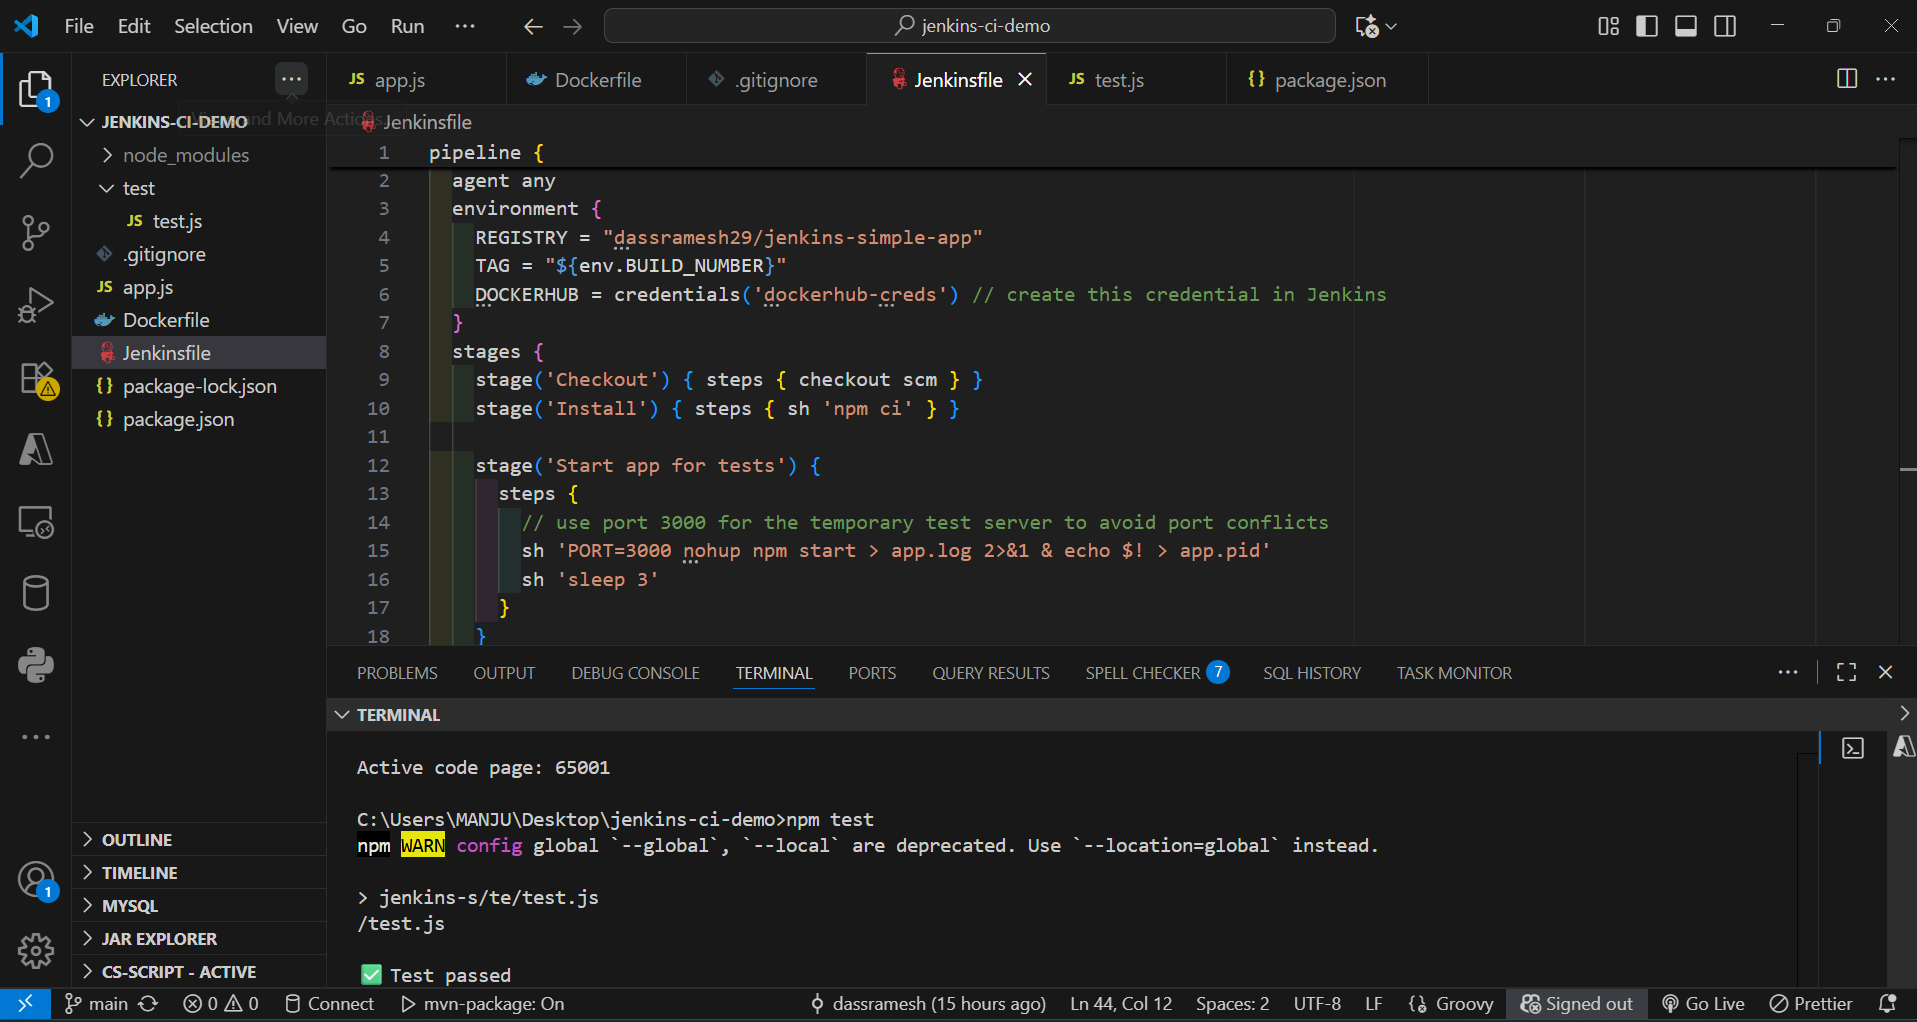 File Edit Selection View Go Run ··· jenkins-ci-demo
EXPLORER
JS app.js
Dockerfile
.gitignore
Jenkinsfile
JS test.js
{} package.json
JENKINS-CI-DEMO
and More Actions...
node_modules
test
JS test.js
.gitignore
JS app.js
Dockerfile
Jenkinsfile
{} package-lock.json
{} package.json
OUTLINE
TIMELINE
MYSQL
JAR EXPLORER
CS-SCRIPT - ACTIVE
1
1
Jenkinsfile
1 pipeline {
2 agent any
3 environment {
4 REGISTRY = "dassramesh29/jenkins-simple-app"
5 TAG = "${env.BUILD_NUMBER}"
6 DOCKERHUB = credentials('dockerhub-creds') // create this credential in Jenkins
7 }
8 stages {
9 stage('Checkout') { steps { checkout scm } }
10 stage('Install') { steps { sh 'npm ci' } }
11
12 stage('Start app for tests') {
13 steps {
14 // use port 3000 for the temporary test server to avoid port conflicts
15 sh 'PORT=3000 nohup npm start > app.log 2>&1 & echo $! > app.pid'
16 sh 'sleep 3'
17 }
18 }
PROBLEMS OUTPUT DEBUG CONSOLE TERMINAL PORTS QUERY RESULTS SPELL CHECKER 7 SQL HISTORY TASK MONITOR
TERMINAL
Active code page: 65001
C:\Users\MANJU\Desktop\jenkins-ci-demo>npm test
npm WARN config global `--global`, `--local` are deprecated. Use `--location=global` instead.
> jenkins-s/te/test.js
/test.js
✅ Test passed
main 0 0 Connect mvn-package: On dassramesh (15 hours ago) Ln 44, Col 12 Spaces: 2 UTF-8 LF {} Groovy Signed out Go Live Prettier